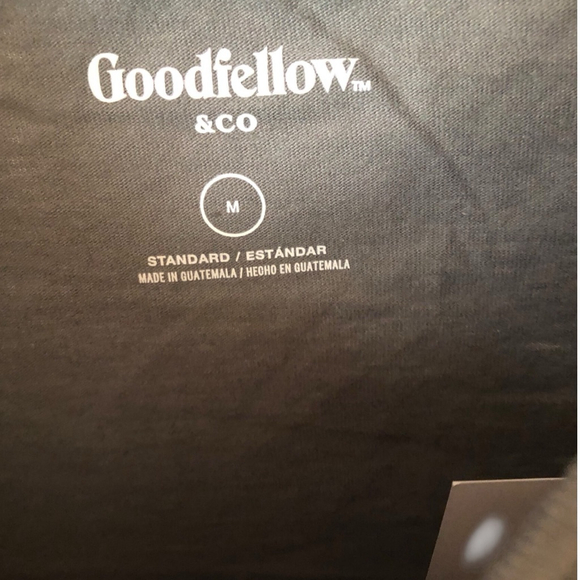 Goodfellow™
&CO
M
STANDARD / ESTÁNDAR
MADE IN GUATEMALA / HECHO EN GUATEMALA